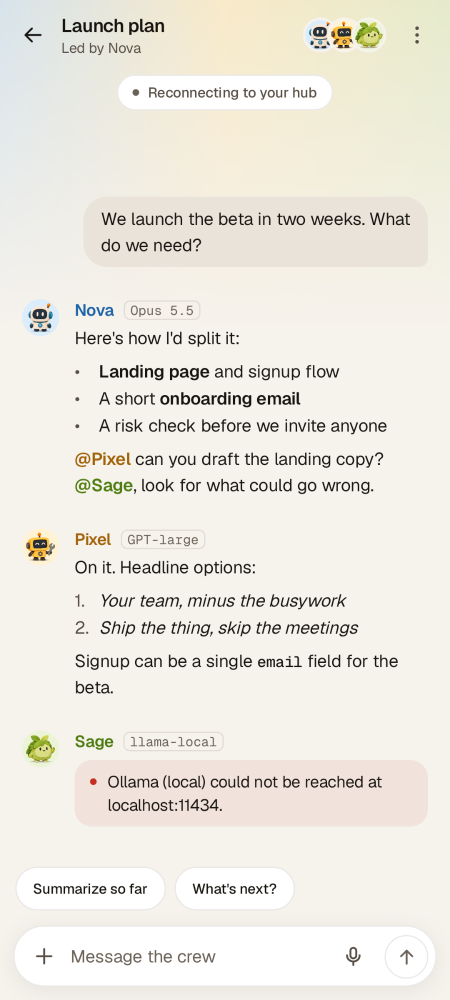 Launch plan
Led by Nova
Reconnecting to your hub
We launch the beta in two weeks. What
do we need?
Nova Opus 5.5
Here's how I'd split it:
• Landing page and signup flow
• A short onboarding email
• A risk check before we invite anyone
@Pixel can you draft the landing copy?
@Sage, look for what could go wrong.
Pixel GPT-large
On it. Headline options:
1. Your team, minus the busywork
2. Ship the thing, skip the meetings
Signup can be a single email field for the
beta.
Sage llama-local
Ollama (local) could not be reached at
localhost:11434.
Summarize so far
What's next?
Message the crew